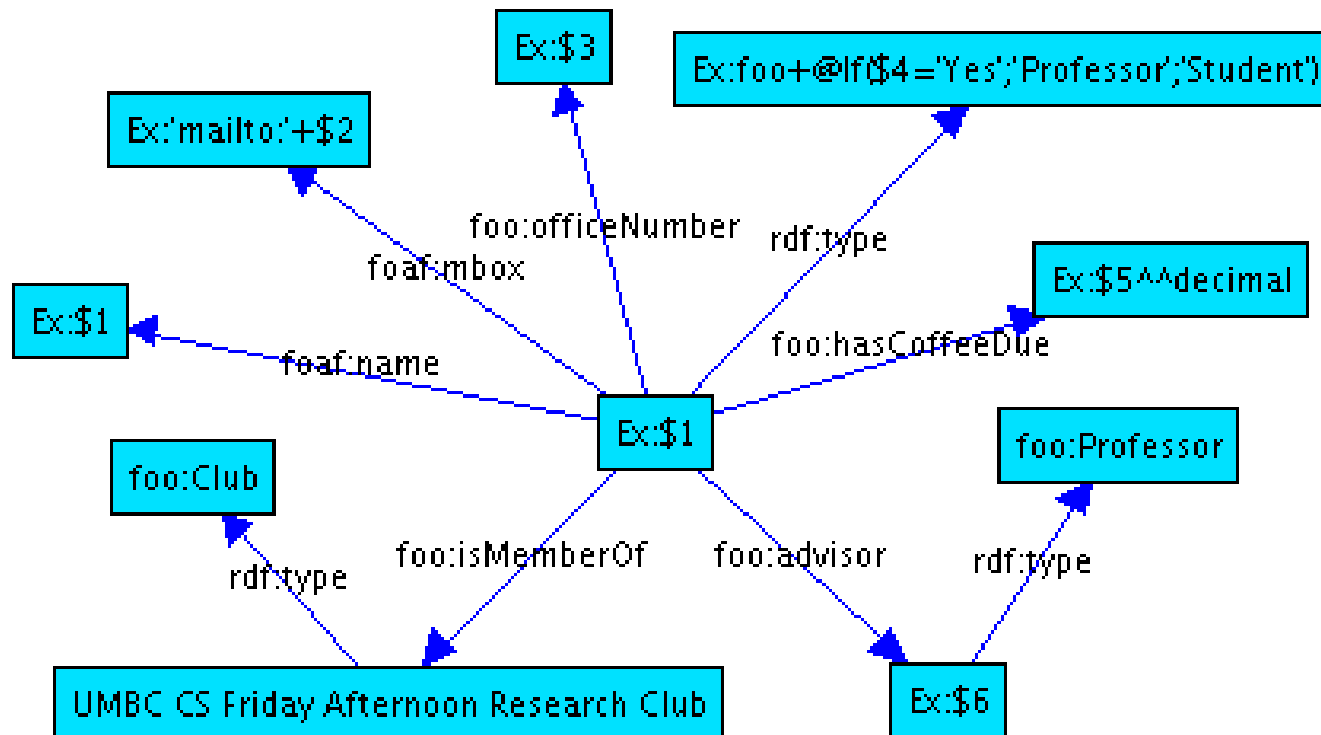 Ex:$3
Ex:foo+@If($4='Yes';'Professor';'Student')
Ex:'mailto:'+$2
foo:officeNumber
rdf:type
foaf:mbox
Ex:$5^^decimal
Ex:$1
foo:hasCoffeeDue
foaf:name
Ex:$1
foo:Professor
foo:Club
foo:isMemberOf
foo:advisor
rdf:type
rdf:type
UMBC CS Friday Afternoon Research Club
Ex:$6